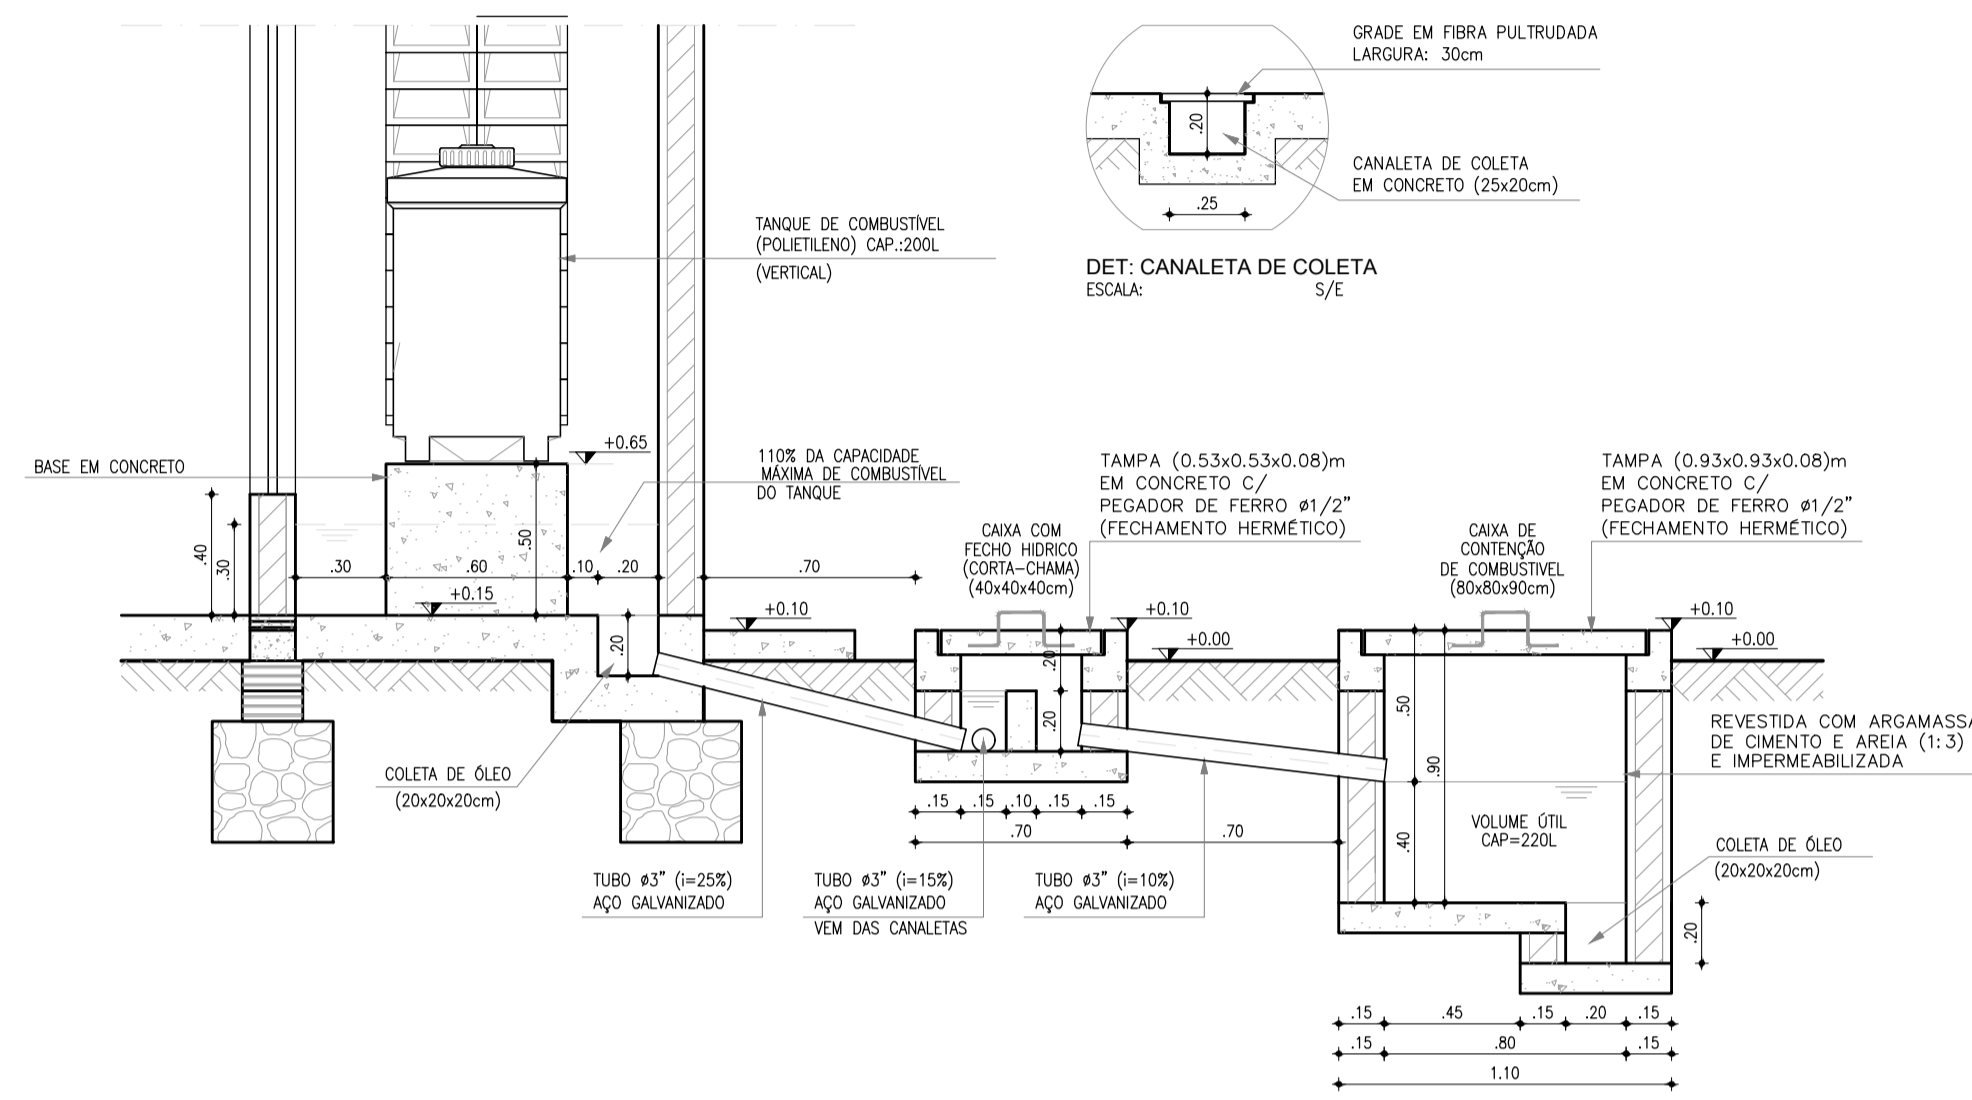 GRADE EM FIBRA PULTRUDADA
LARGURA: 30cm
.20
CANALETA DE COLETA
EM CONCRETO (25x20cm)
.25
DET: CANALETA DE COLETA
ESCALA: S/E
TANQUE DE COMBUSTÍVEL
(POLIETILENO) CAP.:200L
(VERTICAL)
+0.65
BASE EM CONCRETO
110% DA CAPACIDADE
MÁXIMA DE COMBUSTÍVEL
DO TANQUE
TAMPA (0.53x0.53x0.08)m
EM CONCRETO C/
PEGADOR DE FERRO ø1/2”
(FECHAMENTO HERMÉTICO)
TAMPA (0.93x0.93x0.08)m
EM CONCRETO C/
PEGADOR DE FERRO ø1/2”
(FECHAMENTO HERMÉTICO)
CAIXA COM
FECHO HIDRICO
(CORTA-CHAMA)
(40x40x40cm)
CAIXA DE
CONTENÇÃO
DE COMBUSTIVEL
(80x80x90cm)
.40
.30
.50
.30 .60 .10 .20 .70
+0.15
+0.10
+0.10
+0.00
+0.10
+0.00
.20
.20
.20
.50
.90
.40
REVESTIDA COM ARGAMASSA
DE CIMENTO E AREIA (1:3)
E IMPERMEABILIZADA
COLETA DE ÓLEO
(20x20x20cm)
.15 .15 .10 .15 .15
.70 .70
VOLUME ÚTIL
CAP=220L
COLETA DE ÓLEO
(20x20x20cm)
TUBO ø3” (i=25%)
AÇO GALVANIZADO
TUBO ø3” (i=15%)
AÇO GALVANIZADO
VEM DAS CANALETAS
TUBO ø3” (i=10%)
AÇO GALVANIZADO
.20
.15 .45 .15 .20 .15
.15 .80 .15
1.10